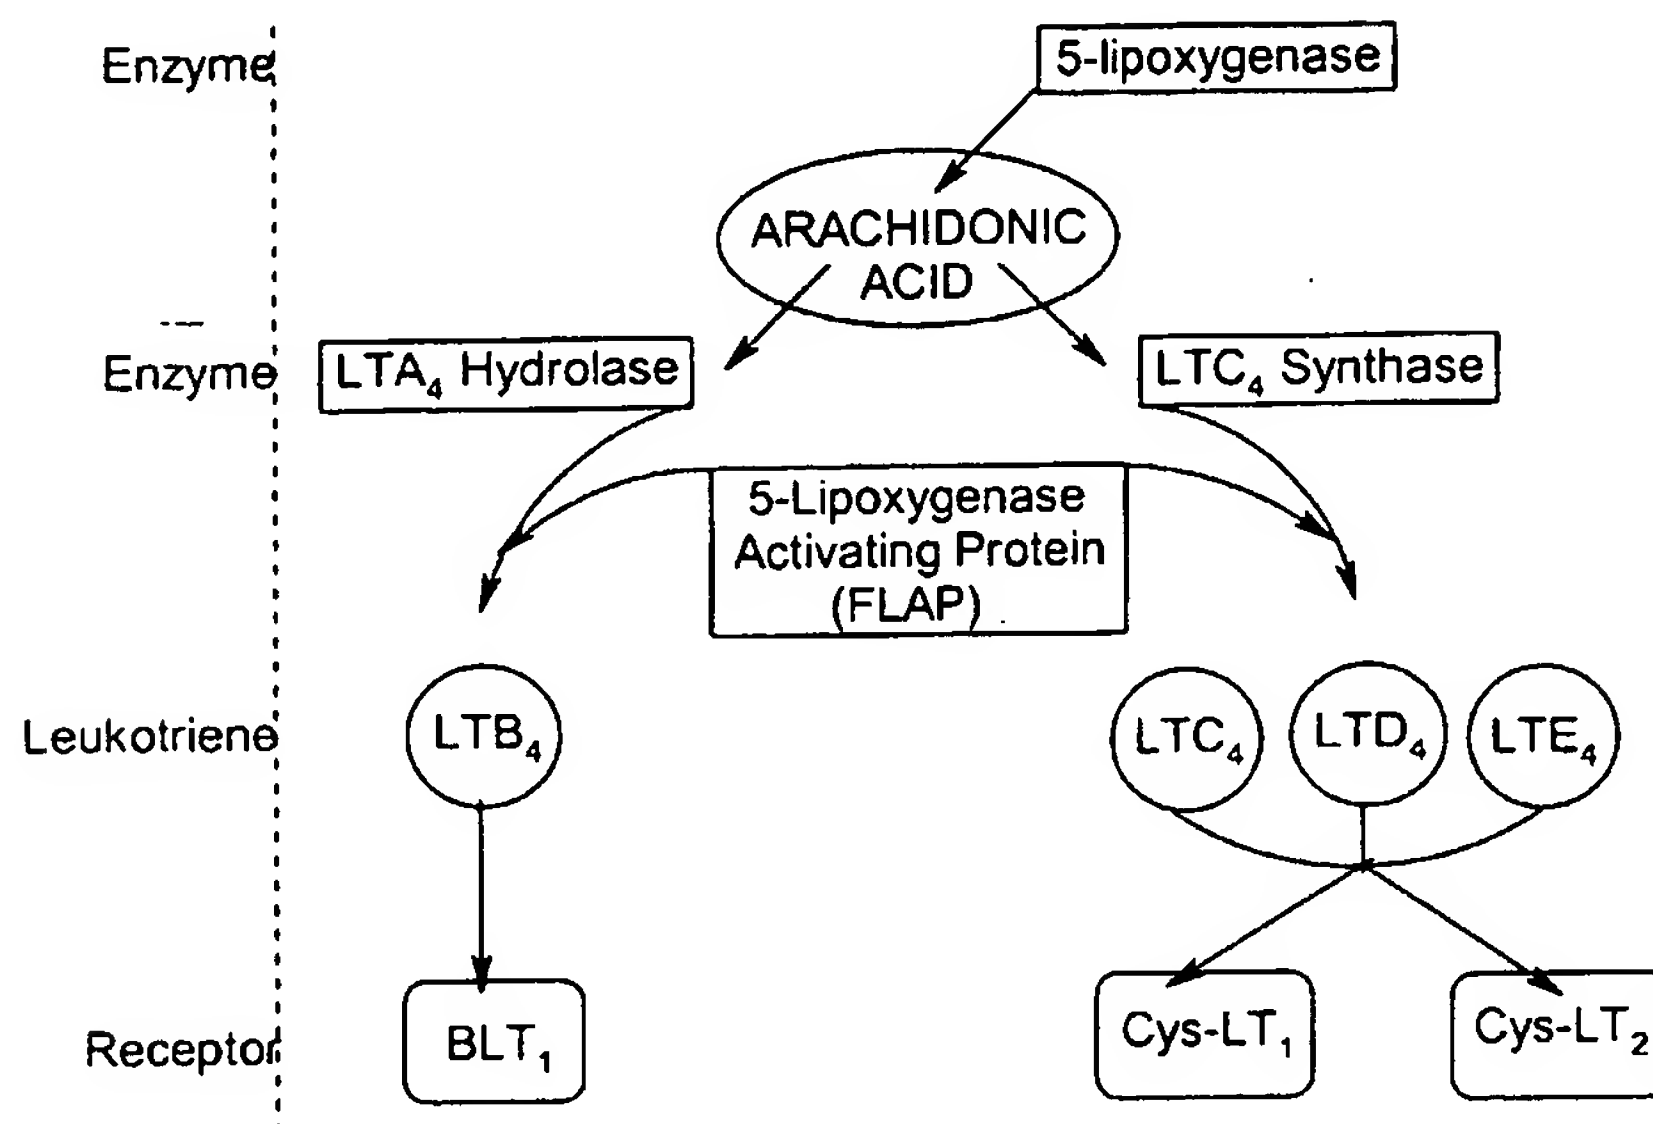 Enzyme
5-lipoxygenase
ARACHIDONIC
ACID
Enzyme
LTA₄ Hydrolase
LTC₄ Synthase
5-Lipoxygenase
Activating Protein
(FLAP)
Leukotriene
LTB₄
LTC₄
LTD₄
LTE₄
Receptor
BLT₁
Cys-LT₁
Cys-LT₂